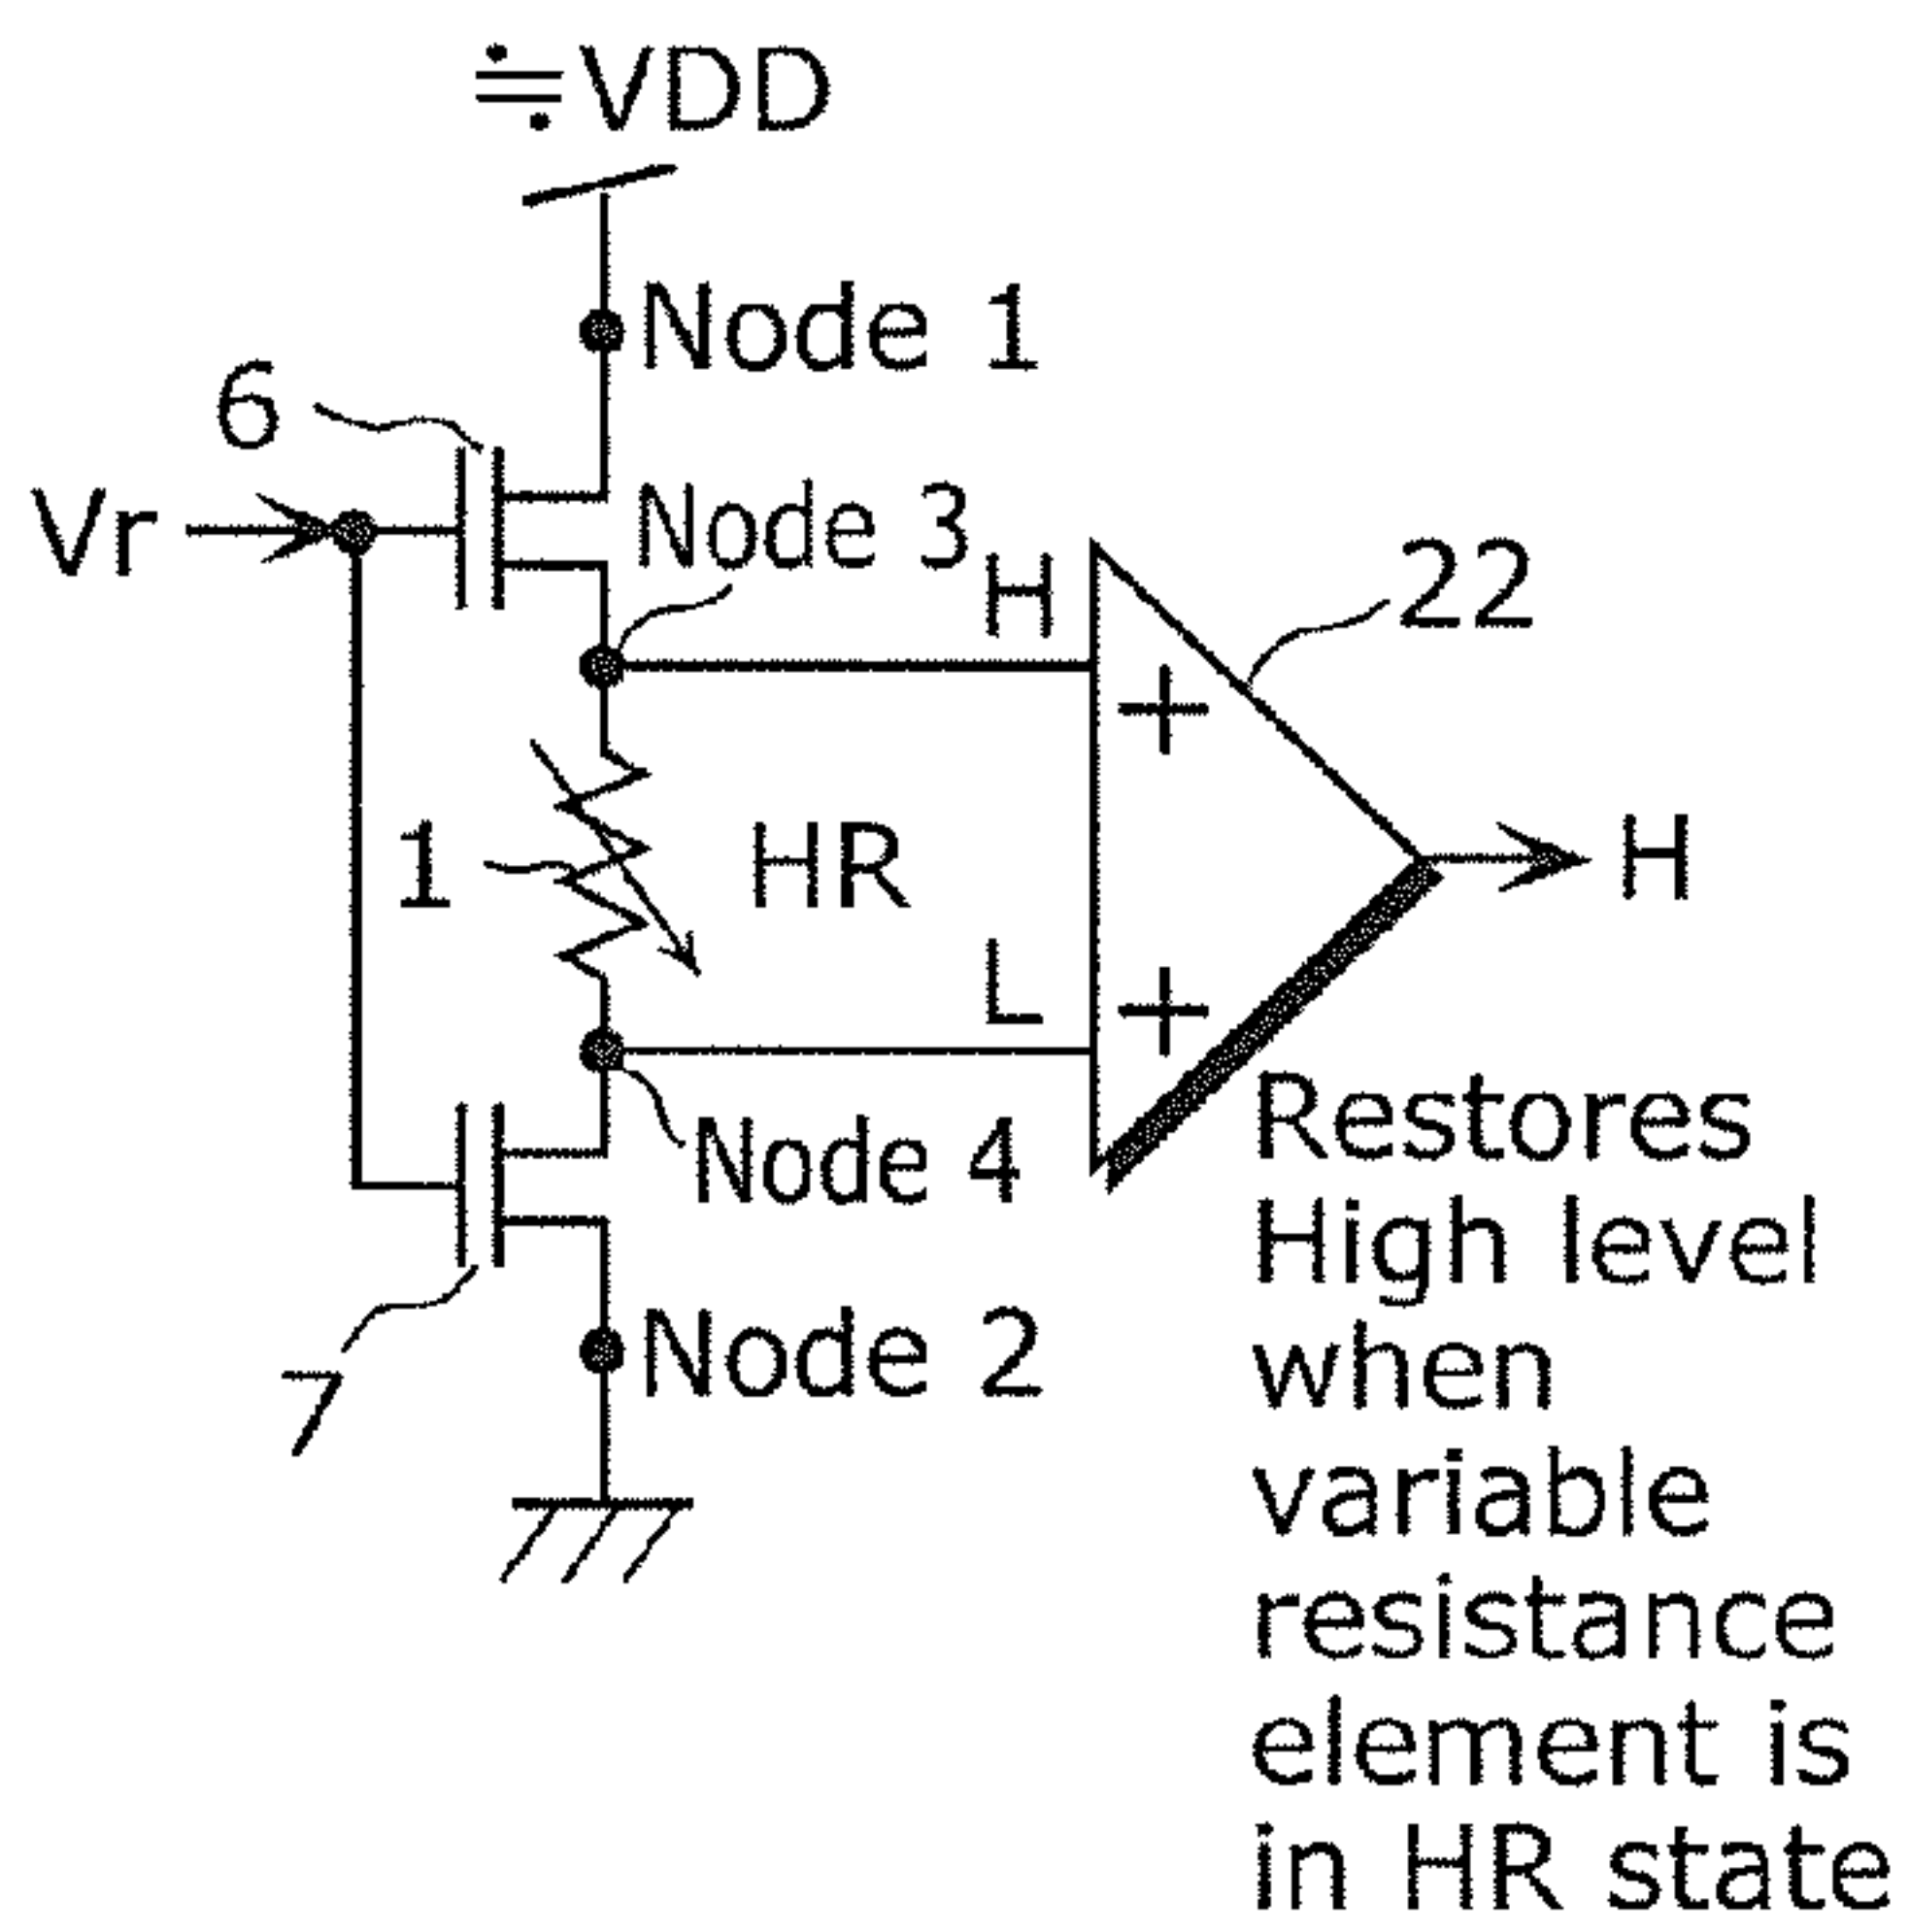 ≒VDD
Node 1
6
Vr
Node 3
H
22
+
1
HR
H
L
+
Node 4
7
Node 2
Restores
High level
when
variable
resistance
element is
in HR state